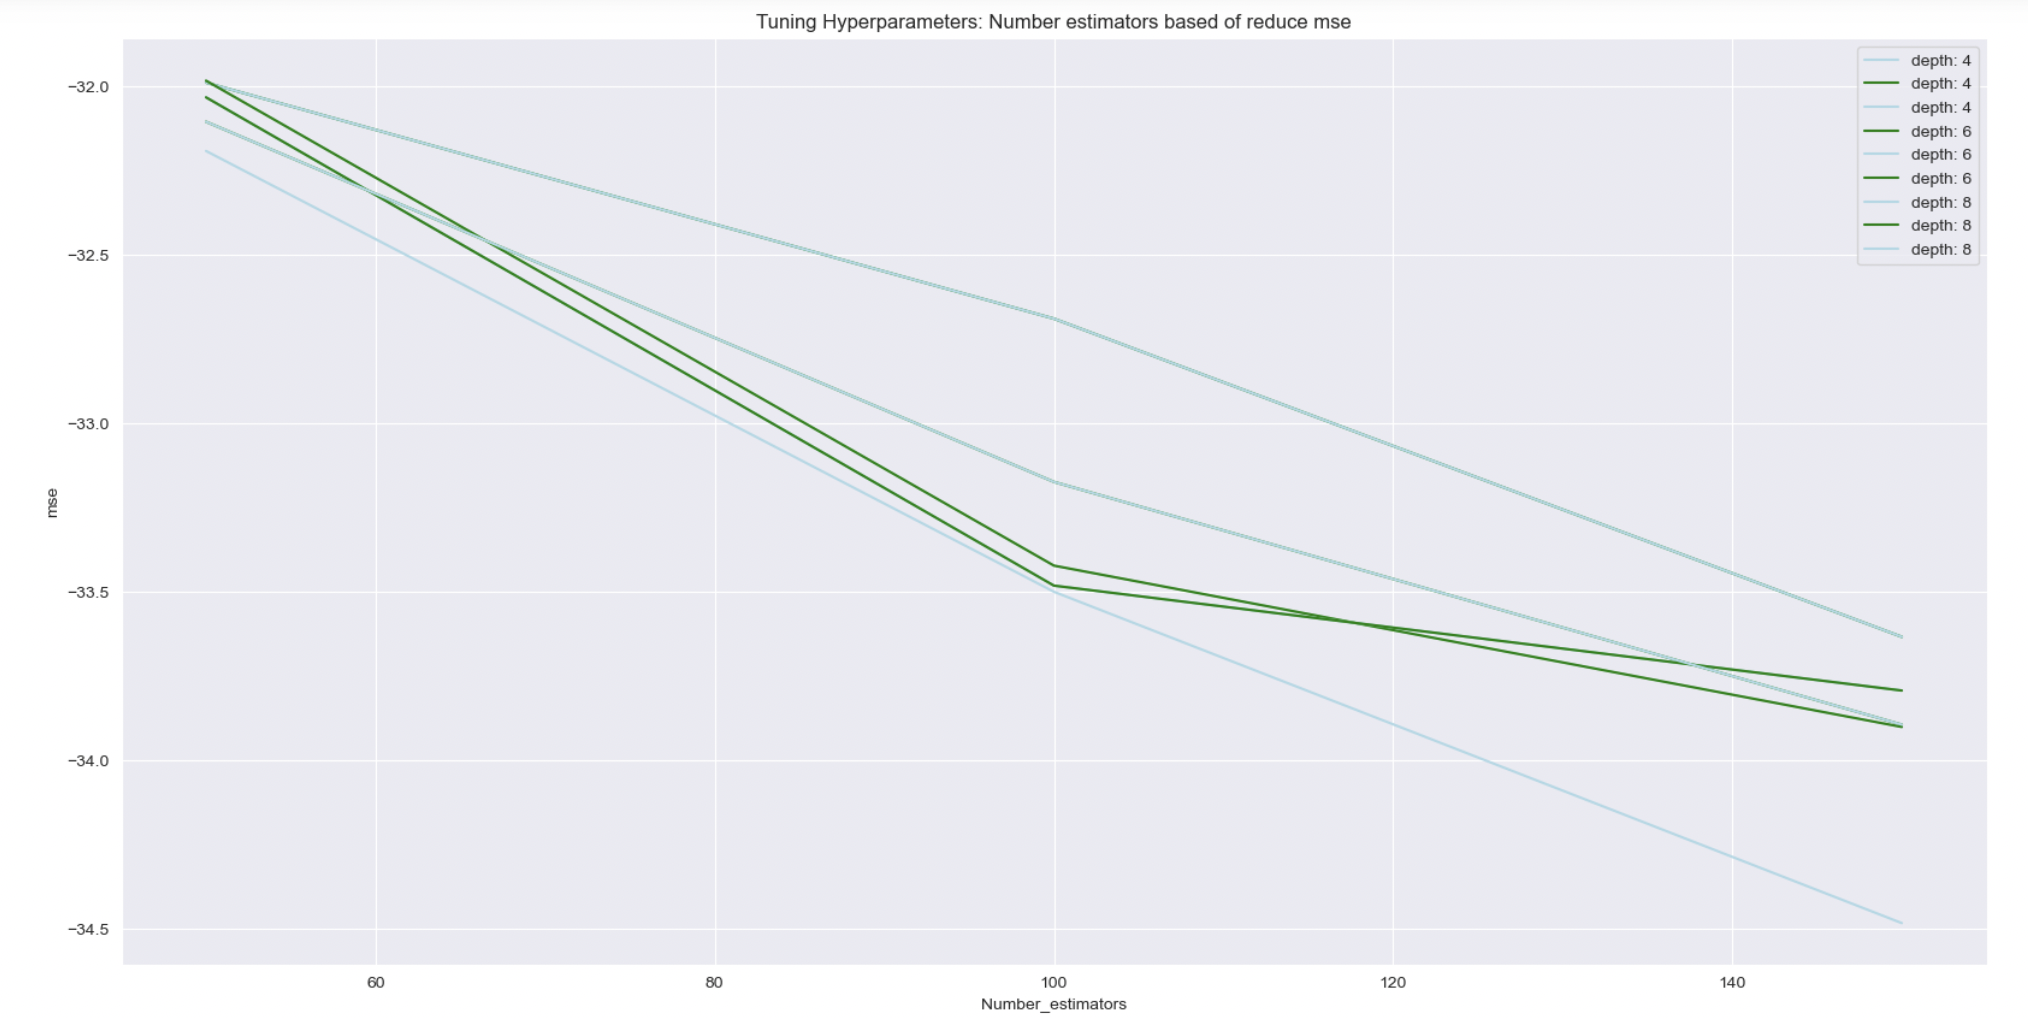 Tuning Hyperparameters: Number estimators based of reduce mse
depth: 4
depth: 4
depth: 4
depth: 6
depth: 6
depth: 6
depth: 8
depth: 8
depth: 8
−32.0
−32.5
−33.0
−33.5
−34.0
−34.5
mse
60
80
100
120
140
Number_estimators